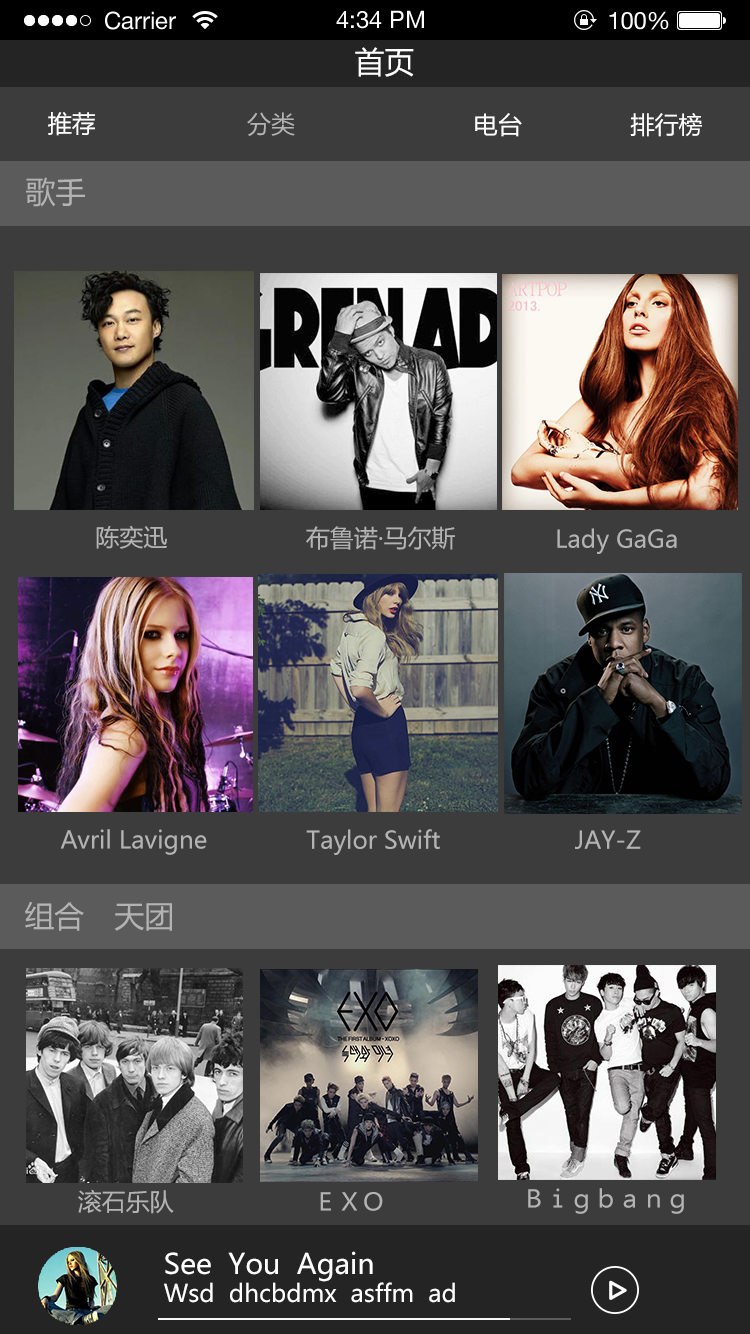 Carrier 4:34 PM 100%
首页
推荐 分类 电台 排行榜
歌手
GRENAD
ARTPOP
2013.
陈奕迅 布鲁诺·马尔斯 Lady GaGa
Avril Lavigne Taylor Swift JAY-Z
组合 天团
EXO
THE FIRST ALBUM - XOXO
滚石乐队 EXO Bigbang
See You Again
Wsd dhcbdmx asffm ad